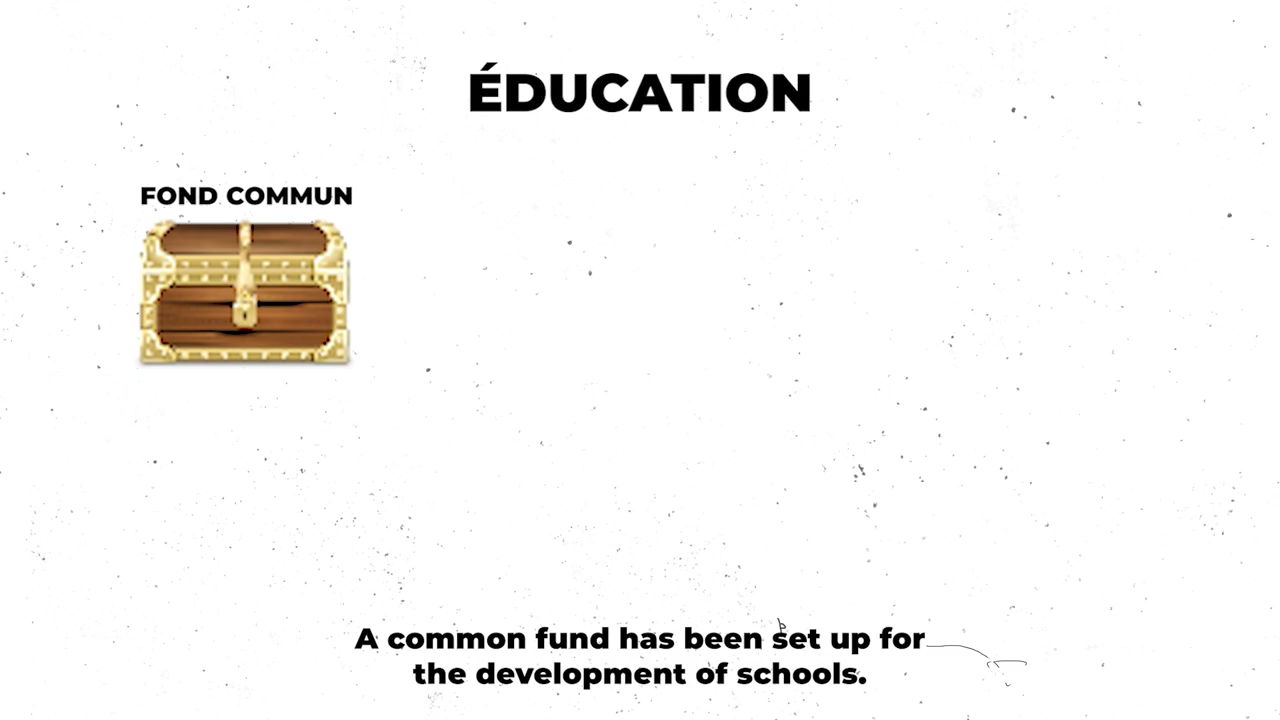 ÉDUCATION
FOND COMMUN
A common fund has been set up for
the development of schools.